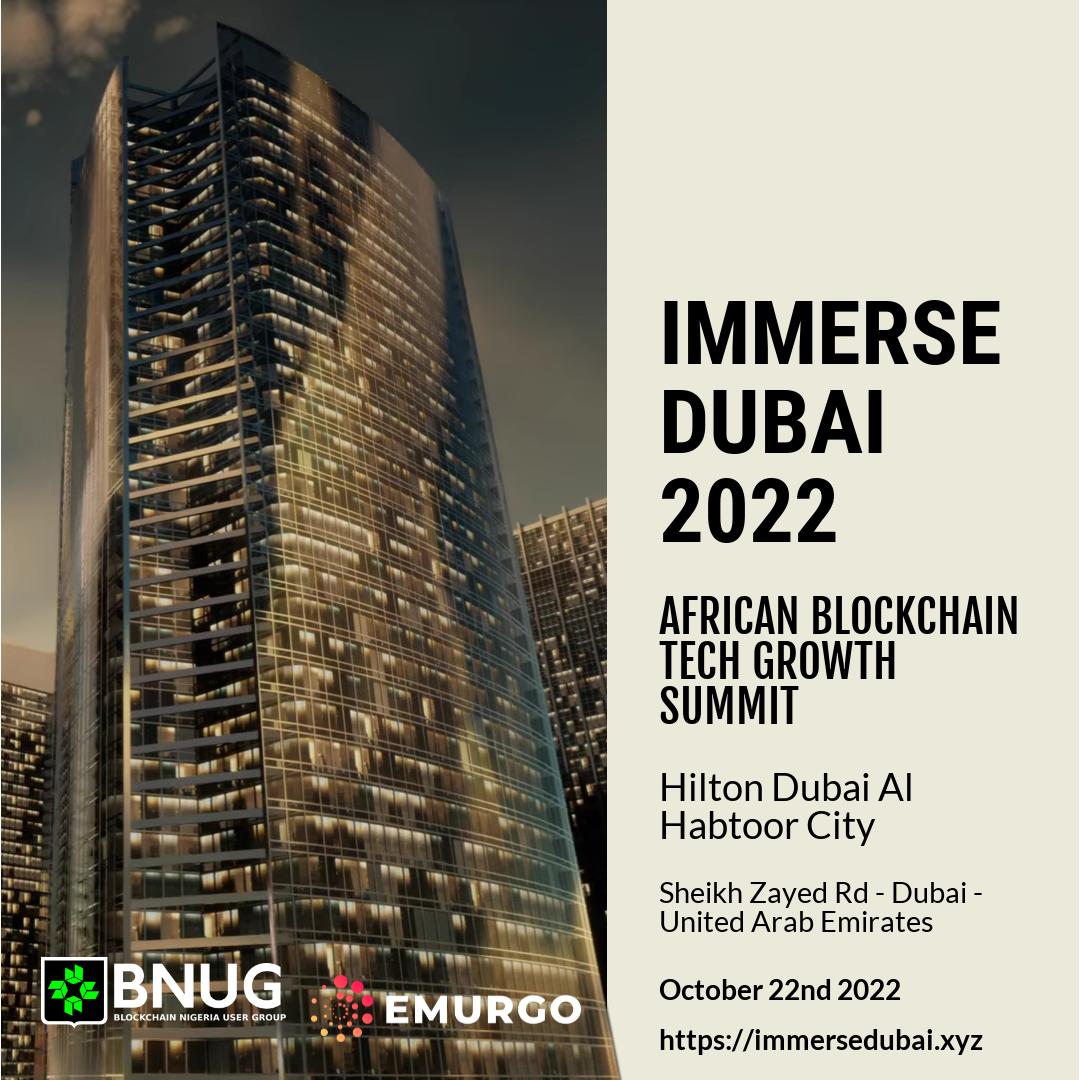 IMMERSE
DUBAI
2022
AFRICAN BLOCKCHAIN
TECH GROWTH
SUMMIT
Hilton Dubai Al
Habtoor City
Sheikh Zayed Rd - Dubai -
United Arab Emirates
October 22nd 2022
https://immersedubai.xyz
BNUG
BLOCKCHAIN NIGERIA USER GROUP
EMURGO